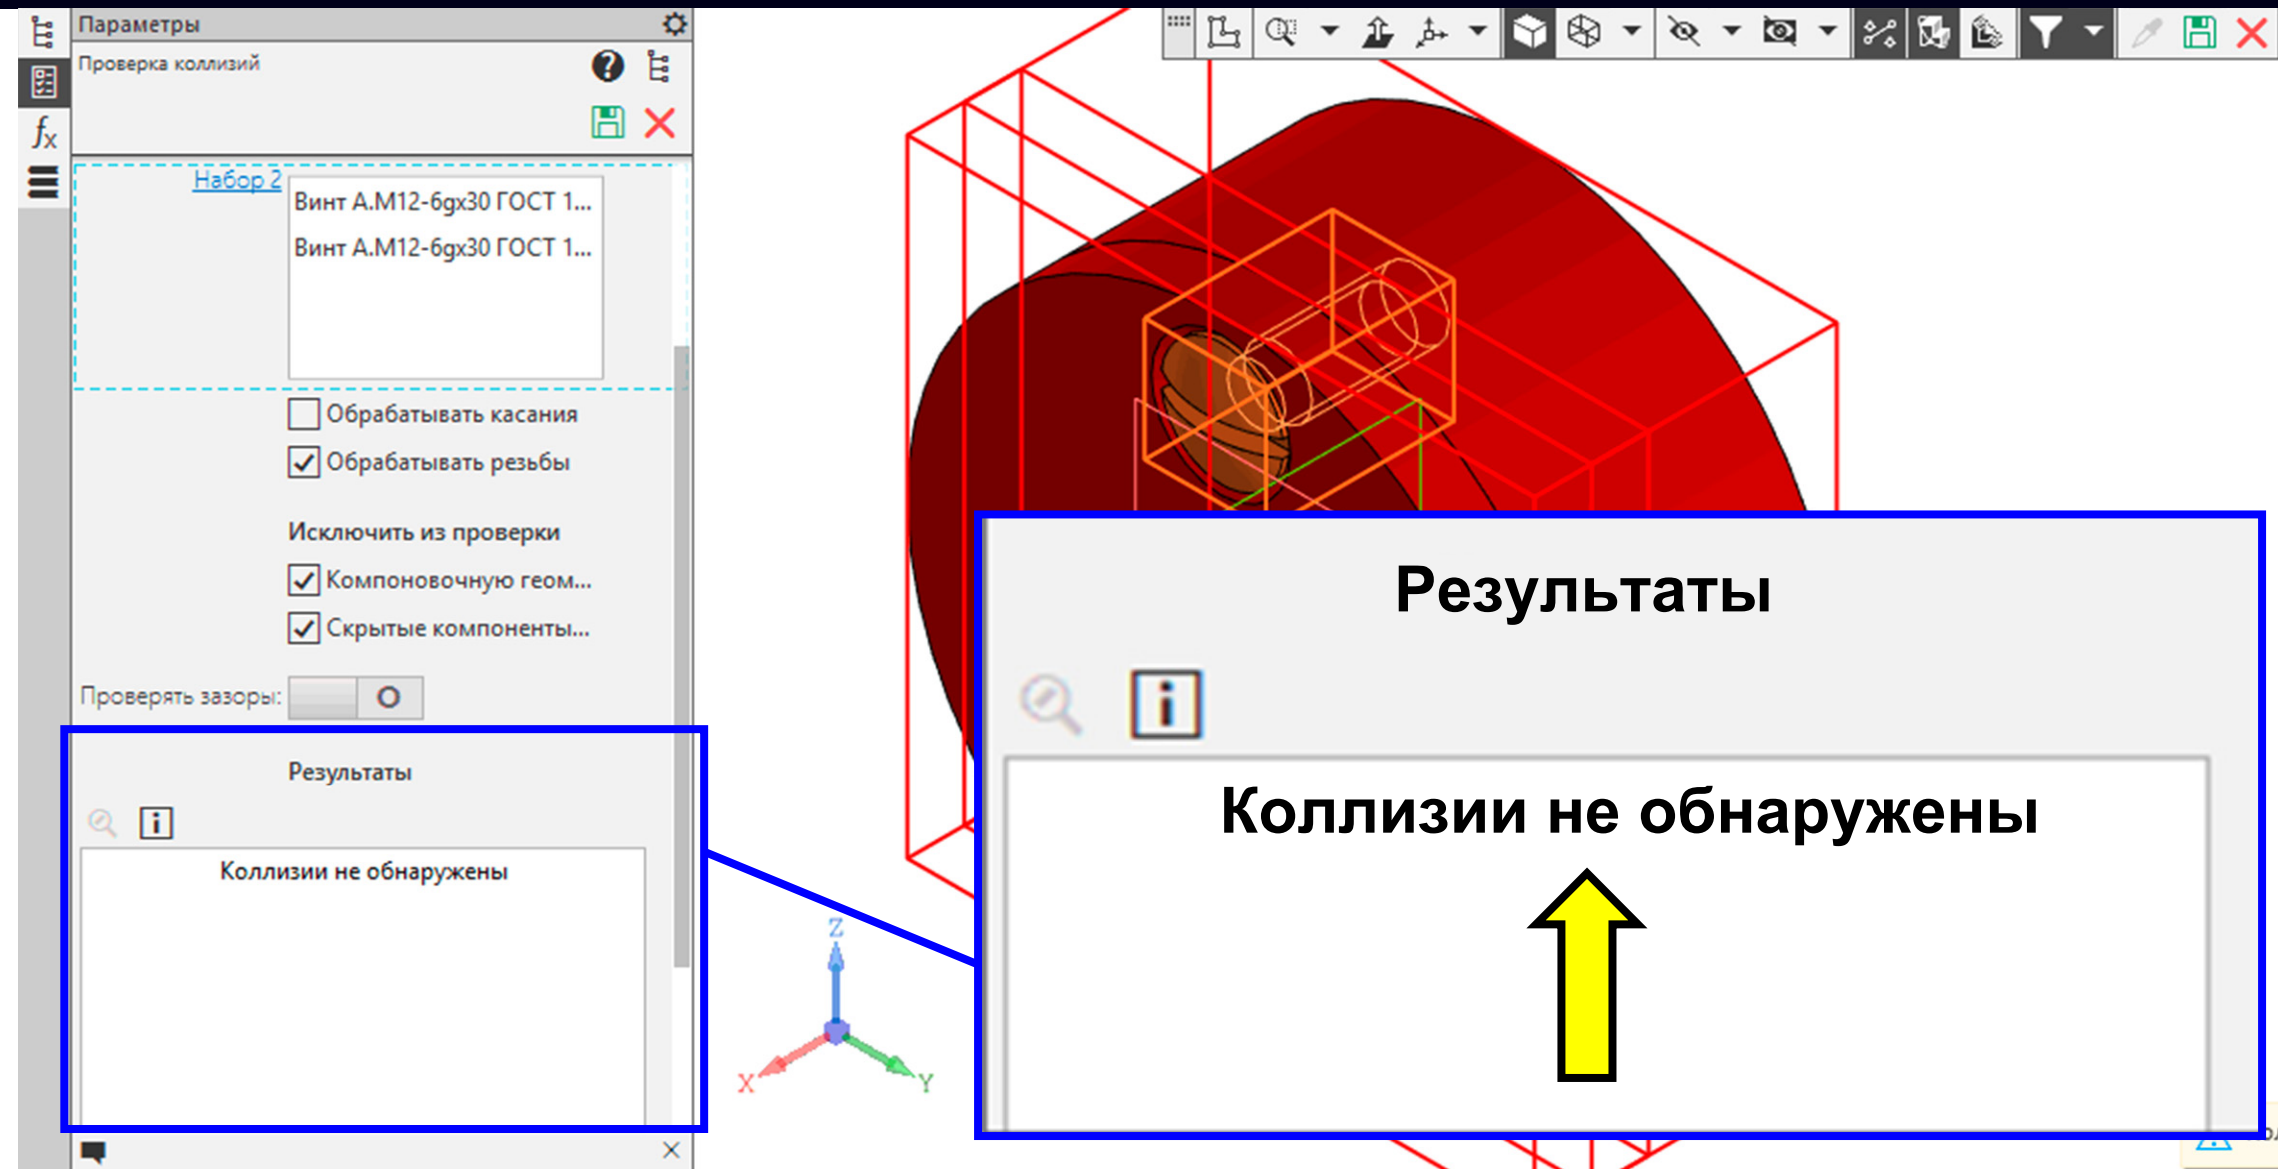 Параметры
Проверка коллизий
Набор 2
Винт А.М12-6gx30 ГОСТ 1...
Винт А.М12-6gx30 ГОСТ 1...
Обрабатывать касания
Обрабатывать резьбы
Исключить из проверки
Компоновочную геом...
Скрытые компоненты...
Проверять зазоры:
Результаты
Коллизии не обнаружены
Z
X
Y
Результаты
Коллизии не обнаружены